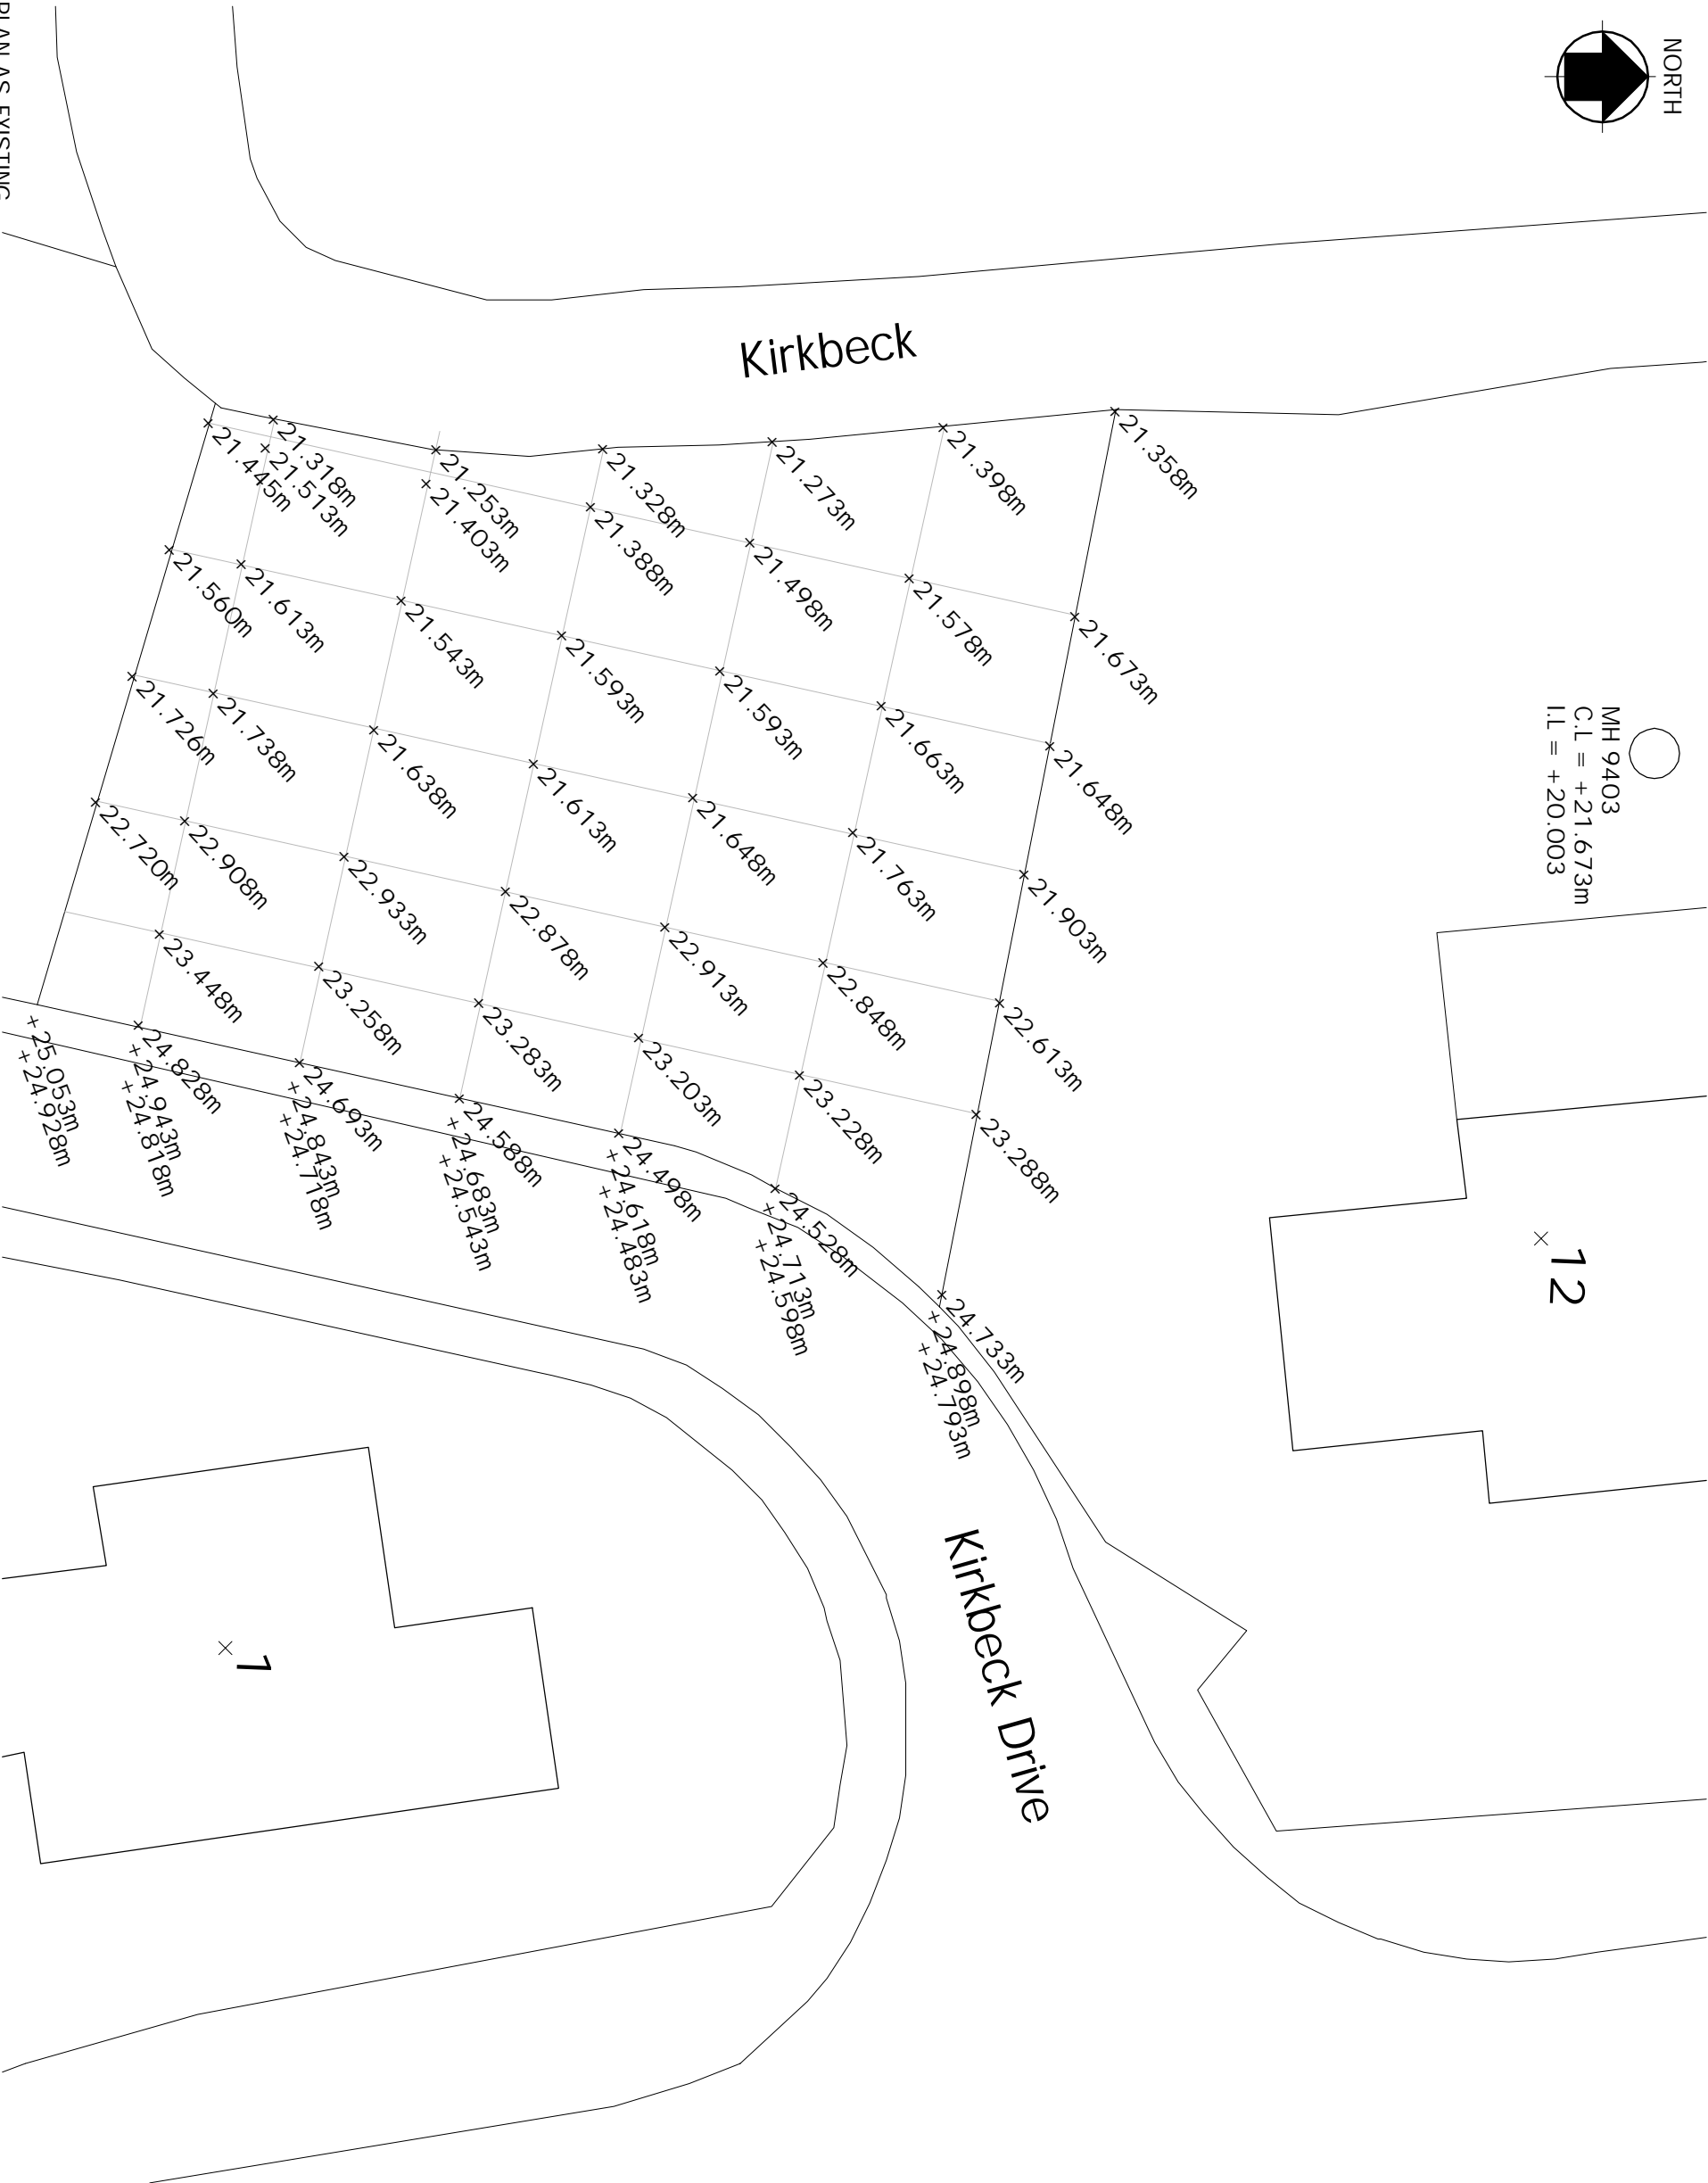 NORTH
PLAN AS EXISTING
Kirkbeck
21.358m
21.398m
21.273m
21.328m
21.253m
21.318m
21.445m
21.513m
21.403m
21.388m
21.498m
21.578m
21.673m
21.560m
21.613m
21.543m
21.593m
21.593m
21.663m
21.648m
21.726m
21.738m
21.638m
21.613m
21.648m
21.763m
21.903m
22.720m
22.908m
22.933m
22.878m
22.913m
22.848m
22.613m
23.448m
23.258m
23.283m
23.203m
23.228m
23.288m
24.828m
24.693m
24.588m
24.498m
24.528m
24.733m
+25.053m
+24.928m
+24.943m
+24.818m
+24.843m
+24.718m
+24.683m
+24.543m
+24.618m
+24.483m
+24.713m
+24.598m
+24.898m
+24.793m
MH 9403
C.L = +21.673m
I.L = +20.003
12
1
Kirkbeck Drive